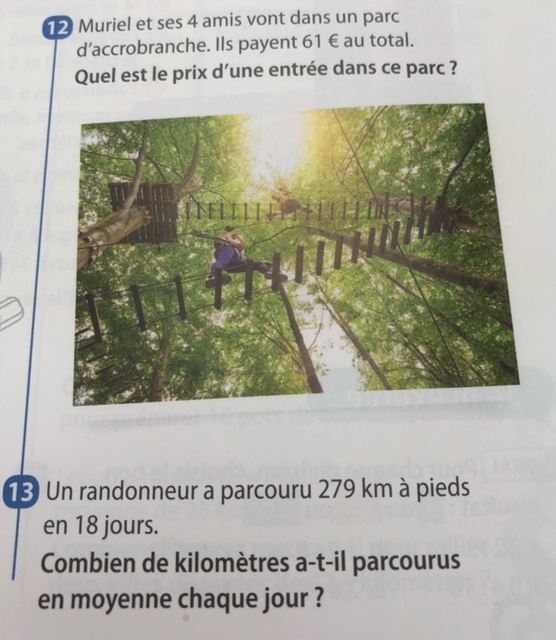 12 Muriel et ses 4 amis vont dans un parc
d'accrobranche. Ils payent 61 € au total.
Quel est le prix d'une entrée dans ce parc ?
13 Un randonneur a parcouru 279 km à pieds
en 18 jours.
Combien de kilomètres a-t-il parcourus
en moyenne chaque jour ?